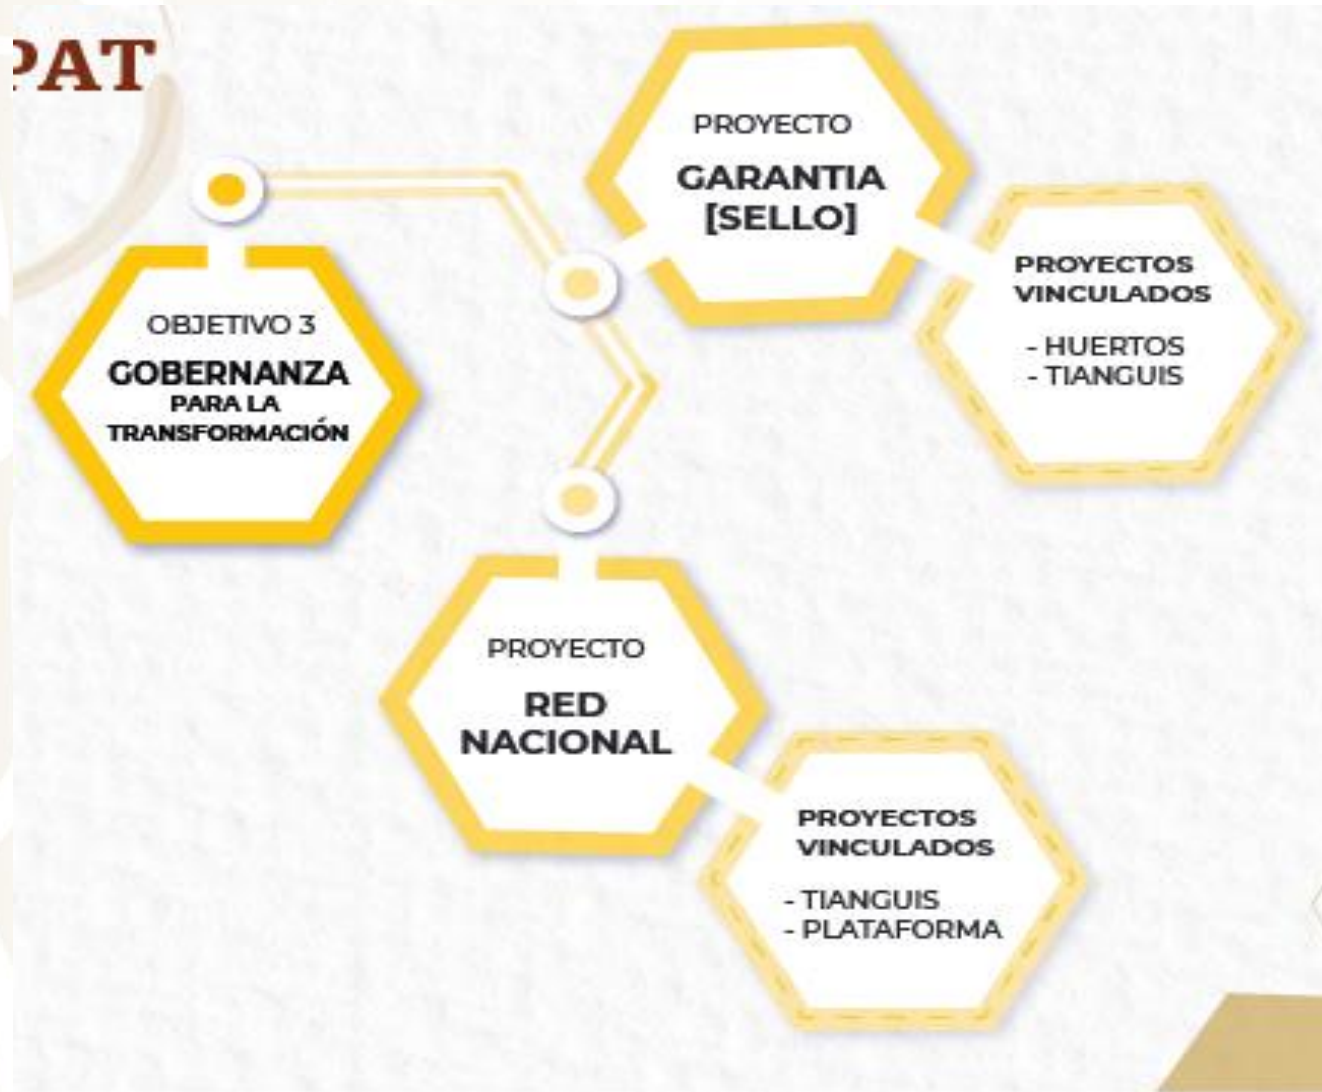 PAT
OBJETIVO 3
GOBERNANZA
PARA LA
TRANSFORMACIÓN
PROYECTO
GARANTIA
[SELLO]
PROYECTOS
VINCULADOS
- HUERTOS
- TIANGUIS
PROYECTO
RED
NACIONAL
PROYECTOS
VINCULADOS
- TIANGUIS
- PLATAFORMA